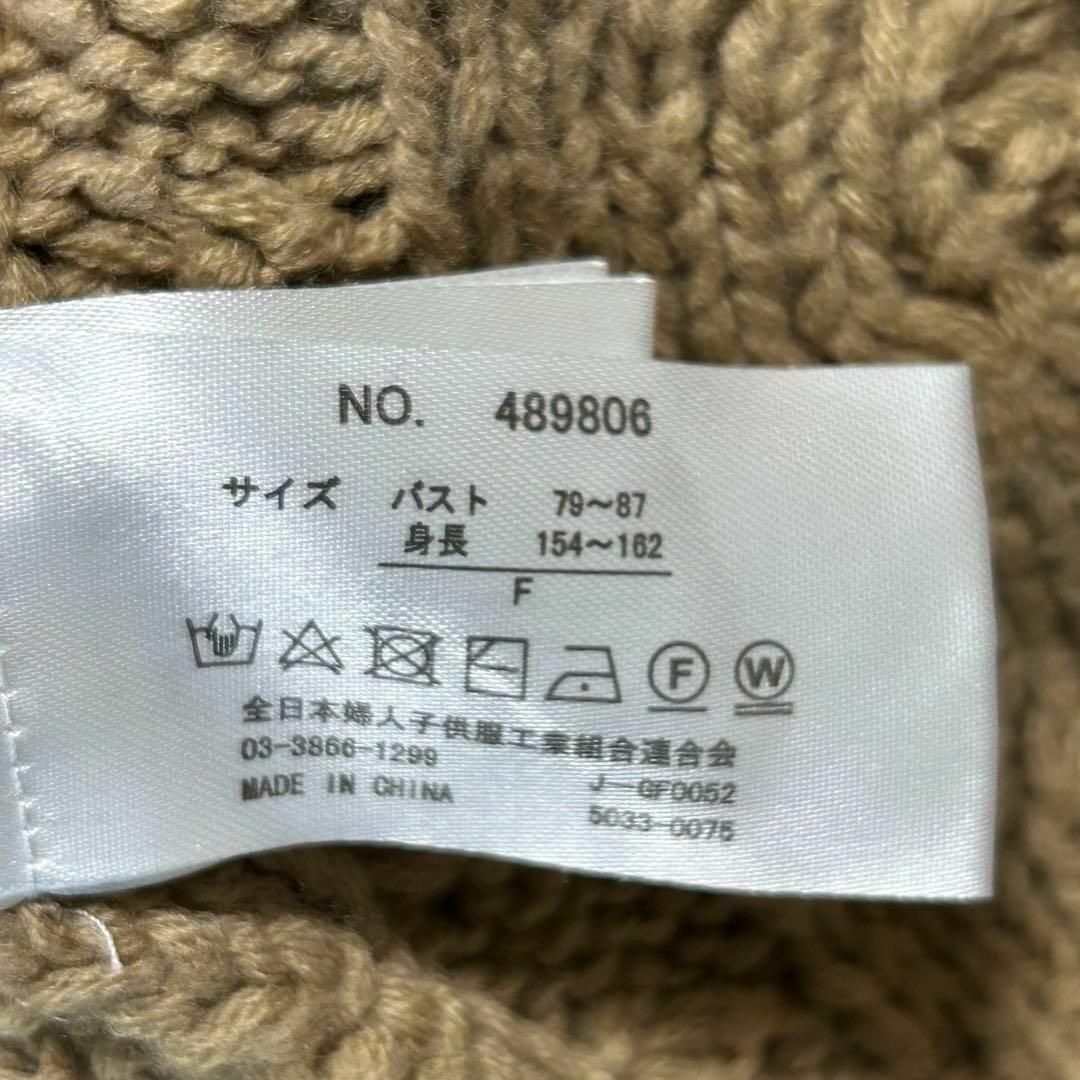 NO. 489806
サイズ バスト 79～87
身長 154～162
F
F W
全日本婦人子供服工業組合連合会
03-3866-1299
J-GF0052
MADE IN CHINA
5033-0075